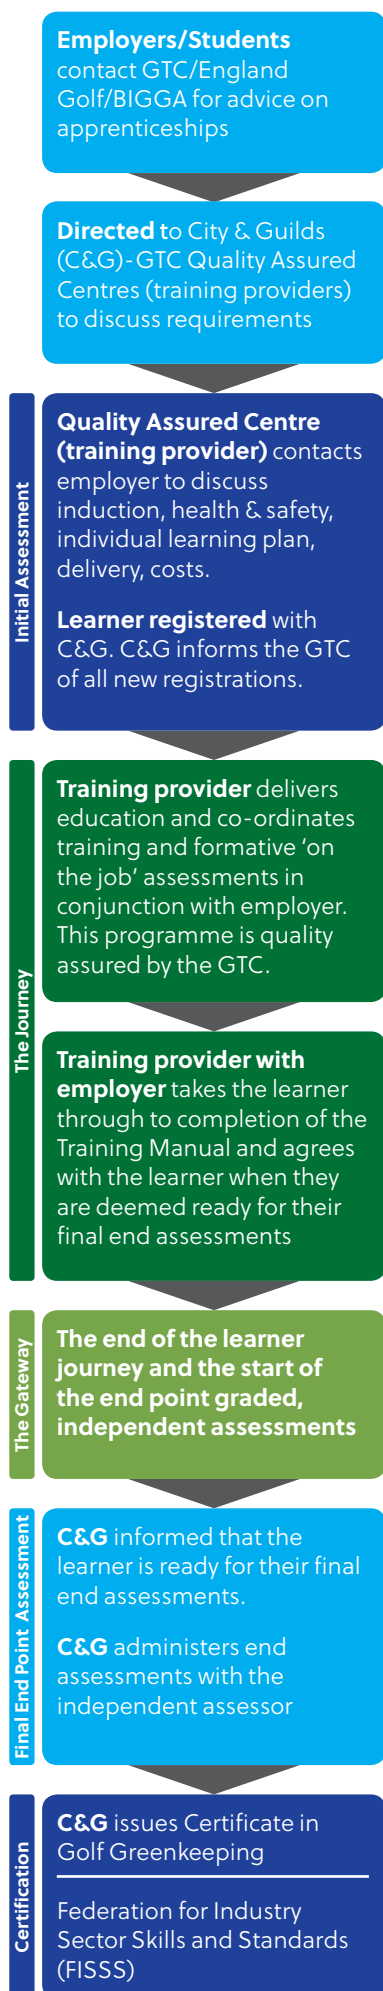 Employers/Students
contact GTC/England
Golf/BIGGA for advice on
apprenticeships
Directed to City & Guilds
(C&G)-GTC Quality Assured
Centres (training providers)
to discuss requirements
Initial Assessment
Quality Assured Centre
(training provider) contacts
employer to discuss
induction, health & safety,
individual learning plan,
delivery, costs.
Learner registered with
C&G. C&G informs the GTC
of all new registrations.
The Journey
Training provider delivers
education and co-ordinates
training and formative ‘on
the job’ assessments in
conjunction with employer.
This programme is quality
assured by the GTC.
Training provider with
employer takes the learner
through to completion of the
Training Manual and agrees
with the learner when they
are deemed ready for their
final end assessments
The Gateway
The end of the learner
journey and the start of
the end point graded,
independent assessments
Final End Point Assessment
C&G informed that the
learner is ready for their final
end assessments.
C&G administers end
assessments with the
independent assessor
Certification
C&G issues Certificate in
Golf Greenkeeping
Federation for Industry
Sector Skills and Standards
(FISSS)